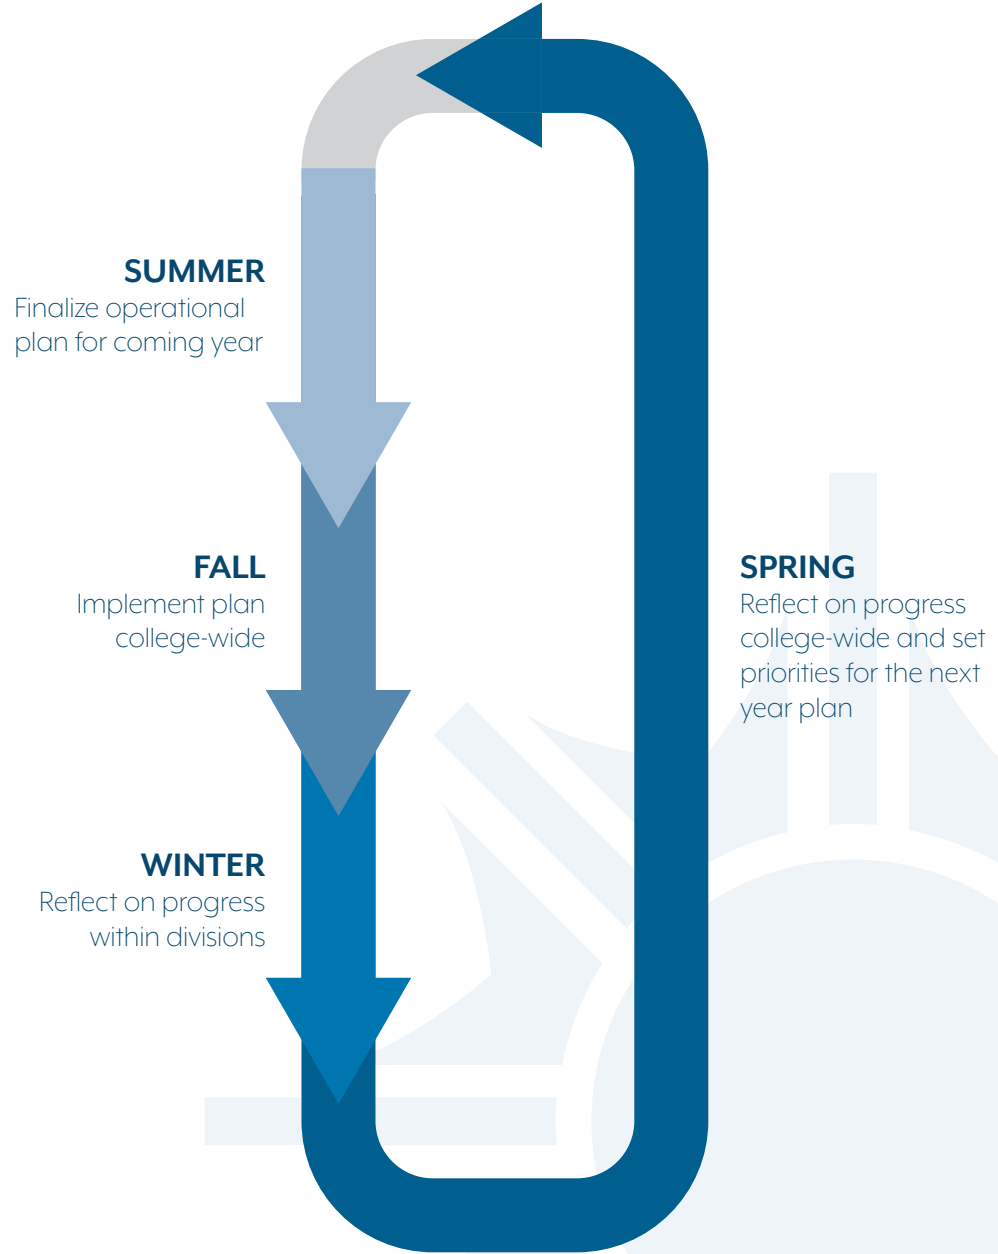 SUMMER
Finalize operational
plan for coming year
FALL
Implement plan
college-wide
WINTER
Reflect on progress
within divisions
SPRING
Reflect on progress
college-wide and set
priorities for the next
year plan